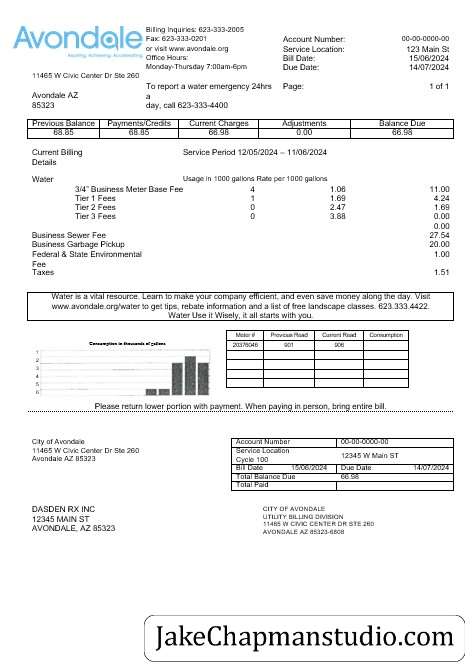 Avondale
Aspiring. Achieving. Accelerating.
Billing Inquiries: 623-333-2005
Fax: 623-333-0201
or visit www.avondale.org
Office Hours:
Monday-Thursday 7:00am-6pm
Account Number: 00-00-0000-00
Service Location: 123 Main St
Bill Date: 15/06/2024
Due Date: 14/07/2024
11465 W Civic Center Dr Ste 260
Avondale AZ
85323
To report a water emergency 24hrs
a
day, call 623-333-4400
Page: 1 of 1
Previous Balance Payments/Credits Current Charges Adjustments Balance Due
68.85 68.85 66.98 0.00 66.98
Current Billing Service Period 12/05/2024 – 11/06/2024
Details
Water Usage in 1000 gallons Rate per 1000 gallons
3/4" Business Meter Base Fee 4 1.06 11.00
Tier 1 Fees 1 1.69 4.24
Tier 2 Fees 0 2.47 1.69
Tier 3 Fees 0 3.88 0.00
0.00
Business Sewer Fee 27.54
Business Garbage Pickup 20.00
Federal & State Environmental 1.00
Fee
Taxes 1.51
Water is a vital resource. Learn to make your company efficient, and even save money along the day. Visit
www.avondale.org/water to get tips, rebate information and a list of free landscape classes. 623.333.4422.
Water Use it Wisely, it all starts with you.
Consumption in thousands of gallons
1
2
3
4
5
6
Meter # Previous Read Current Read Consumption
20376046 901 906
Please return lower portion with payment. When paying in person, bring entire bill.
City of Avondale
11465 W Civic Center Dr Ste 260
Avondale AZ 85323
Account Number 00-00-0000-00
Service Location
Cycle 100 12345 W Main ST
Bill Date 15/06/2024 Due Date 14/07/2024
Total Balance Due 66.98
Total Paid
DASDEN RX INC
12345 MAIN ST
AVONDALE, AZ 85323
CITY OF AVONDALE
UTILITY BILLING DIVISION
11465 W CIVIC CENTER DR STE 260
AVONDALE AZ 85323-6808
JakeChapmanstudio.com